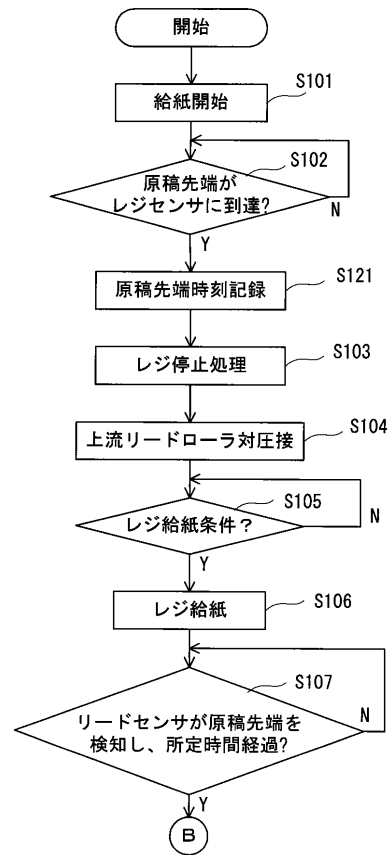 開始
給紙開始
S101
原稿先端が
レジセンサに到達?
S102
N
Y
原稿先端時刻記録
S121
レジ停止処理
S103
上流リードローラ対圧接
S104
レジ給紙条件？
S105
N
Y
レジ給紙
S106
リードセンサが原稿先端を
検知し、所定時間経過?
S107
N
Y
B